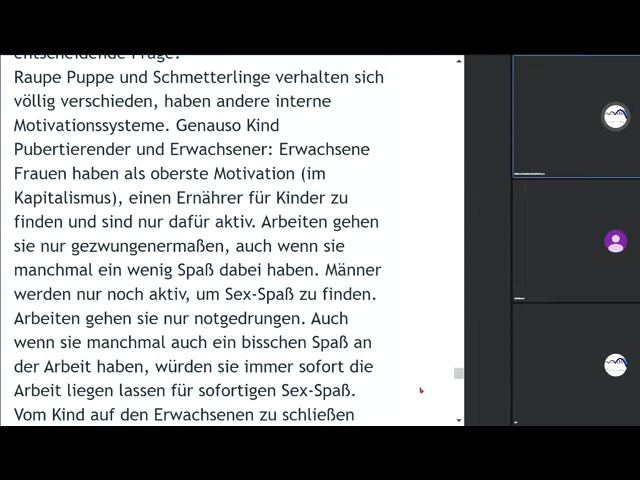 entscheidende Frage.
Raupe Puppe und Schmetterlinge verhalten sich
völlig verschieden, haben andere interne
Motivationssysteme. Genauso Kind
Pubertierender und Erwachsener: Erwachsene
Frauen haben als oberste Motivation (im
Kapitalismus), einen Ernährer für Kinder zu
finden und sind nur dafür aktiv. Arbeiten gehen
sie nur gezwungenermaßen, auch wenn sie
manchmal ein wenig Spaß dabei haben. Männer
werden nur noch aktiv, um Sex-Spaß zu finden.
Arbeiten gehen sie nur notgedrungen. Auch
wenn sie manchmal auch ein bisschen Spaß an
der Arbeit haben, würden sie immer sofort die
Arbeit liegen lassen für sofortigen Sex-Spaß.
Vom Kind auf den Erwachsenen zu schließen